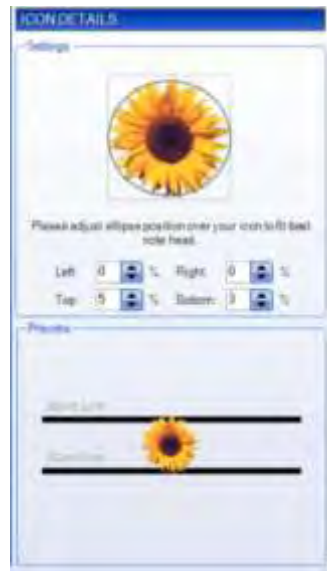 ICON DETAILS
Settings
Please adjust ellipse position over your icon to fit best
note head.
Left: 0 % Right: 0 %
Top: 5 % Bottom: 3 %
Preview